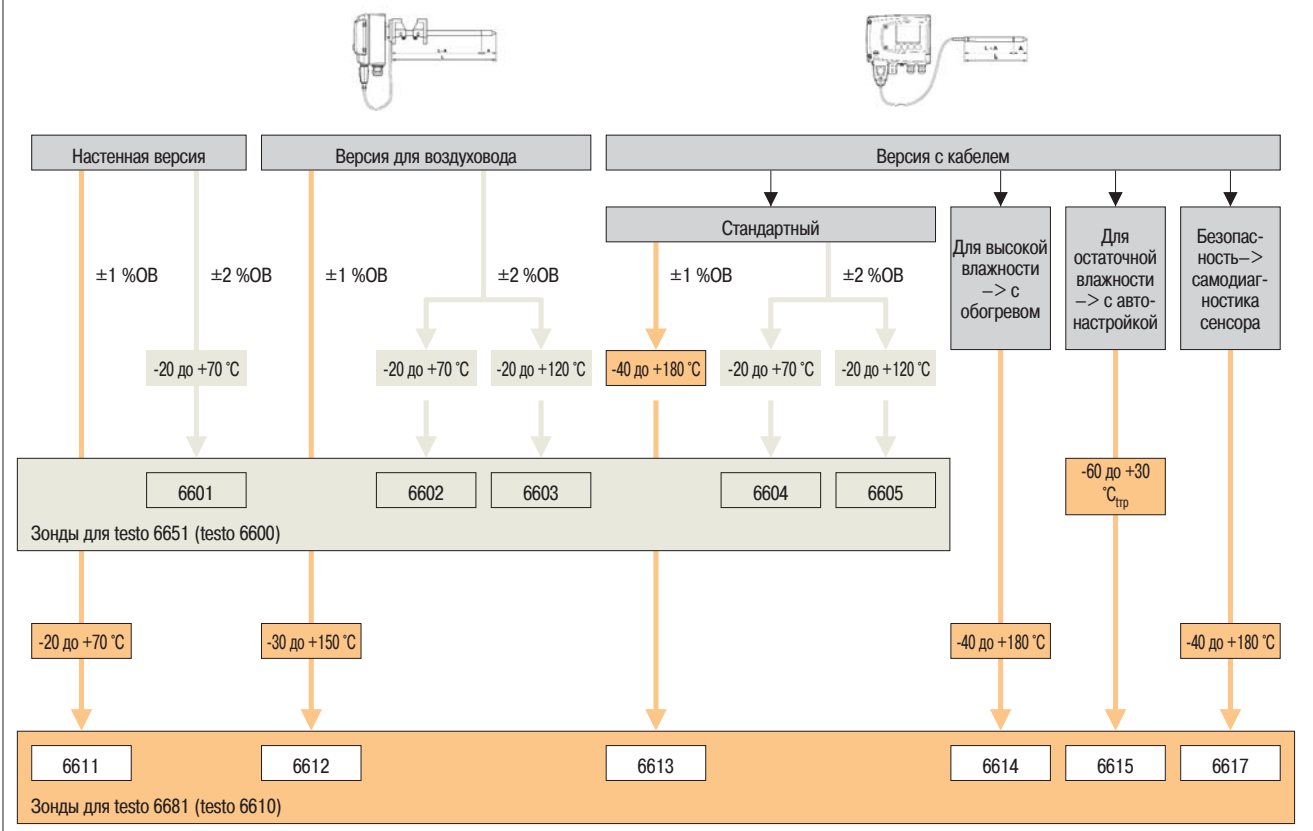 L - A
A
L
L - A
A
L
Настенная версия
Версия для воздуховода
Версия с кабелем
Стандартный
Для высокой
влажности
–> с
обогревом
Для
остаточной
влажности
–> с авто-
настройкой
Безопас-
ность–>
самодиаг-
ностика
сенсора
±1 %ОВ
±2 %ОВ
±1 %ОВ
±2 %ОВ
±1 %ОВ
±2 %ОВ
-20 до +70 ˚C
-20 до +70 ˚C
-20 до +120 ˚C
-40 до +180 ˚C
-20 до +70 ˚C
-20 до +120 ˚C
6601
6602
6603
6604
6605
-60 до +30
˚Ctтр
Зонды для testo 6651 (testo 6600)
-20 до +70 ˚C
-30 до +150 ˚C
-40 до +180 ˚C
-40 до +180 ˚C
6611
6612
6613
6614
6615
6617
Зонды для testo 6681 (testo 6610)